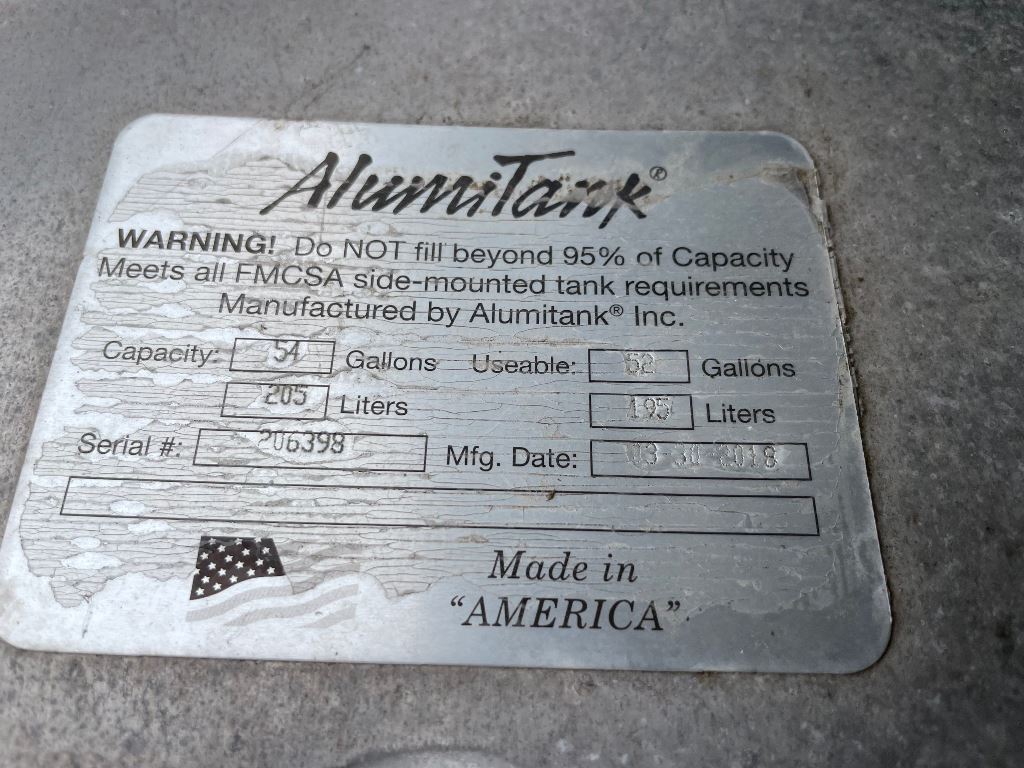 AlumiTank®
WARNING! Do NOT fill beyond 95% of Capacity
Meets all FMCSA side-mounted tank requirements
Manufactured by Alumitank® Inc.
Capacity: 54 Gallons Useable: 52 Gallons
205 Liters 195 Liters
Serial #: 206398 Mfg. Date: 03-30-2018
Made in
“AMERICA”